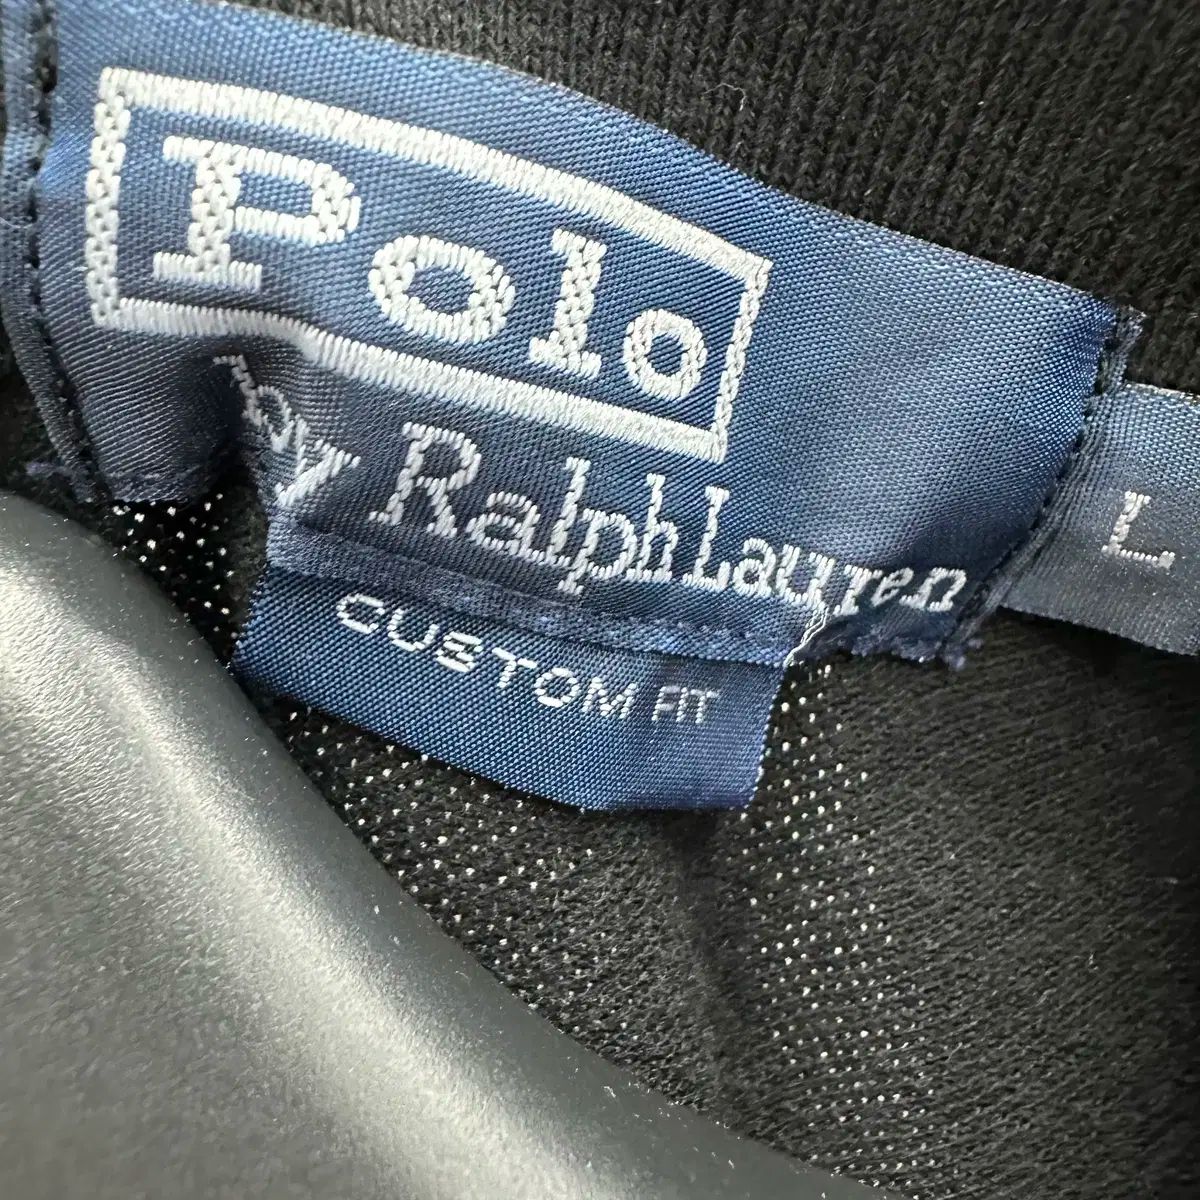 Polo
by Ralph Lauren
CUSTOM FIT
L